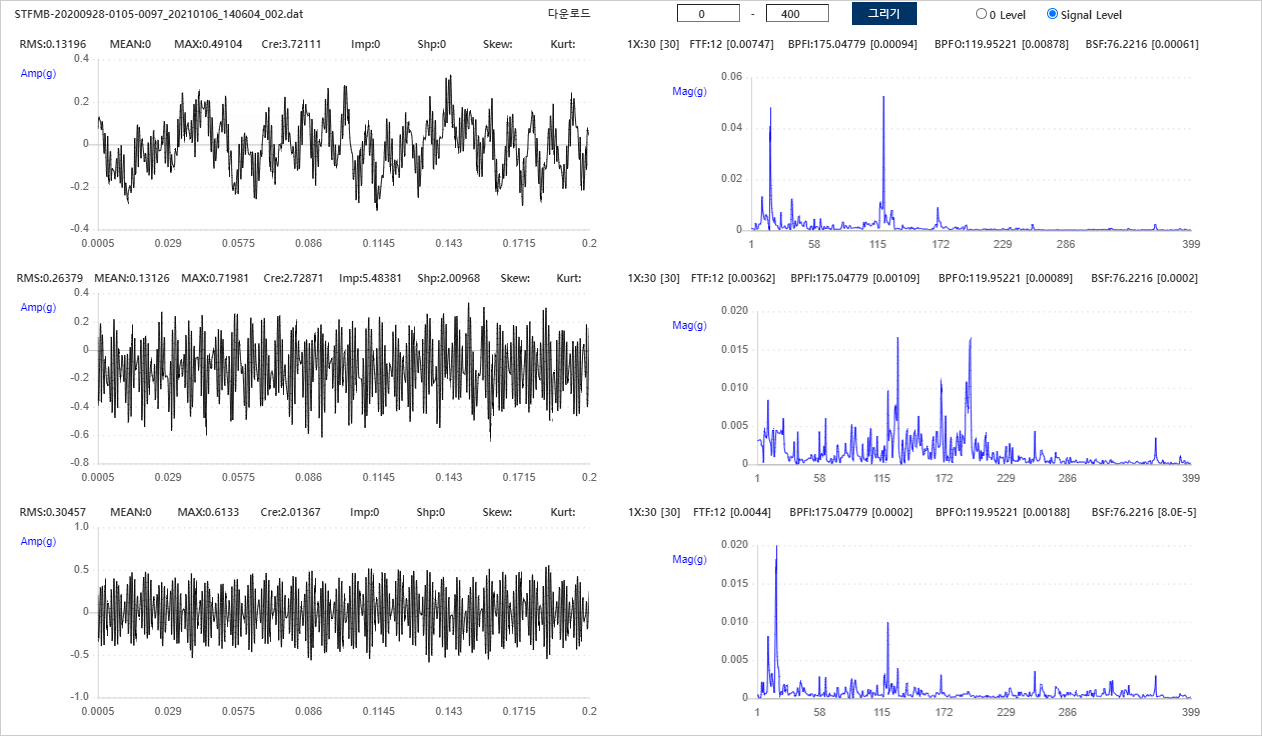 STFMB-20200928-0105-0097_20210106_140604_002.dat 다운로드 0 - 400 그리기 0 Level Signal Level
RMS:0.13196 MEAN:0 MAX:0.49104 Cre:3.72111 Imp:0 Shp:0 Skew: Kurt:
Amp(g)
0.4
0.2
0
-0.2
-0.4
0.0005 0.029 0.0575 0.086 0.1145 0.143 0.1715 0.2
1X:30 [30] FTF:12 [0.00747] BPFI:175.04779 [0.00094] BPFO:119.95221 [0.00878] BSF:76.2216 [0.00061]
Mag(g)
0.06
0.04
0.02
0
1 58 115 172 229 286 399
RMS:0.26379 MEAN:0.13126 MAX:0.71981 Cre:2.72871 Imp:5.48381 Shp:2.00968 Skew: Kurt:
Amp(g)
0.4
0.2
0
-0.2
-0.4
-0.6
-0.8
0.0005 0.029 0.0575 0.086 0.1145 0.143 0.1715 0.2
1X:30 [30] FTF:12 [0.00362] BPFI:175.04779 [0.00109] BPFO:119.95221 [0.00089] BSF:76.2216 [0.0002]
Mag(g)
0.020
0.015
0.010
0.005
0
1 58 115 172 229 286 399
RMS:0.30457 MEAN:0 MAX:0.6133 Cre:2.01367 Imp:0 Shp:0 Skew: Kurt:
Amp(g)
1.0
0.5
0
-0.5
-1.0
0.0005 0.029 0.0575 0.086 0.1145 0.143 0.1715 0.2
1X:30 [30] FTF:12 [0.0044] BPFI:175.04779 [0.0002] BPFO:119.95221 [0.00188] BSF:76.2216 [8.0E-5]
Mag(g)
0.020
0.015
0.010
0.005
0
1 58 115 172 229 286 399